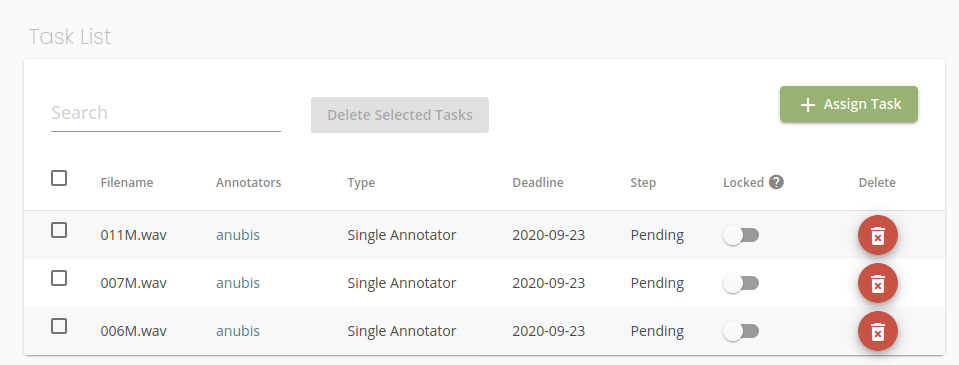 Task List
Search
Delete Selected Tasks
+ Assign Task
Filename Annotators Type Deadline Step Locked ? Delete
011M.wav anubis Single Annotator 2020-09-23 Pending
007M.wav anubis Single Annotator 2020-09-23 Pending
006M.wav anubis Single Annotator 2020-09-23 Pending